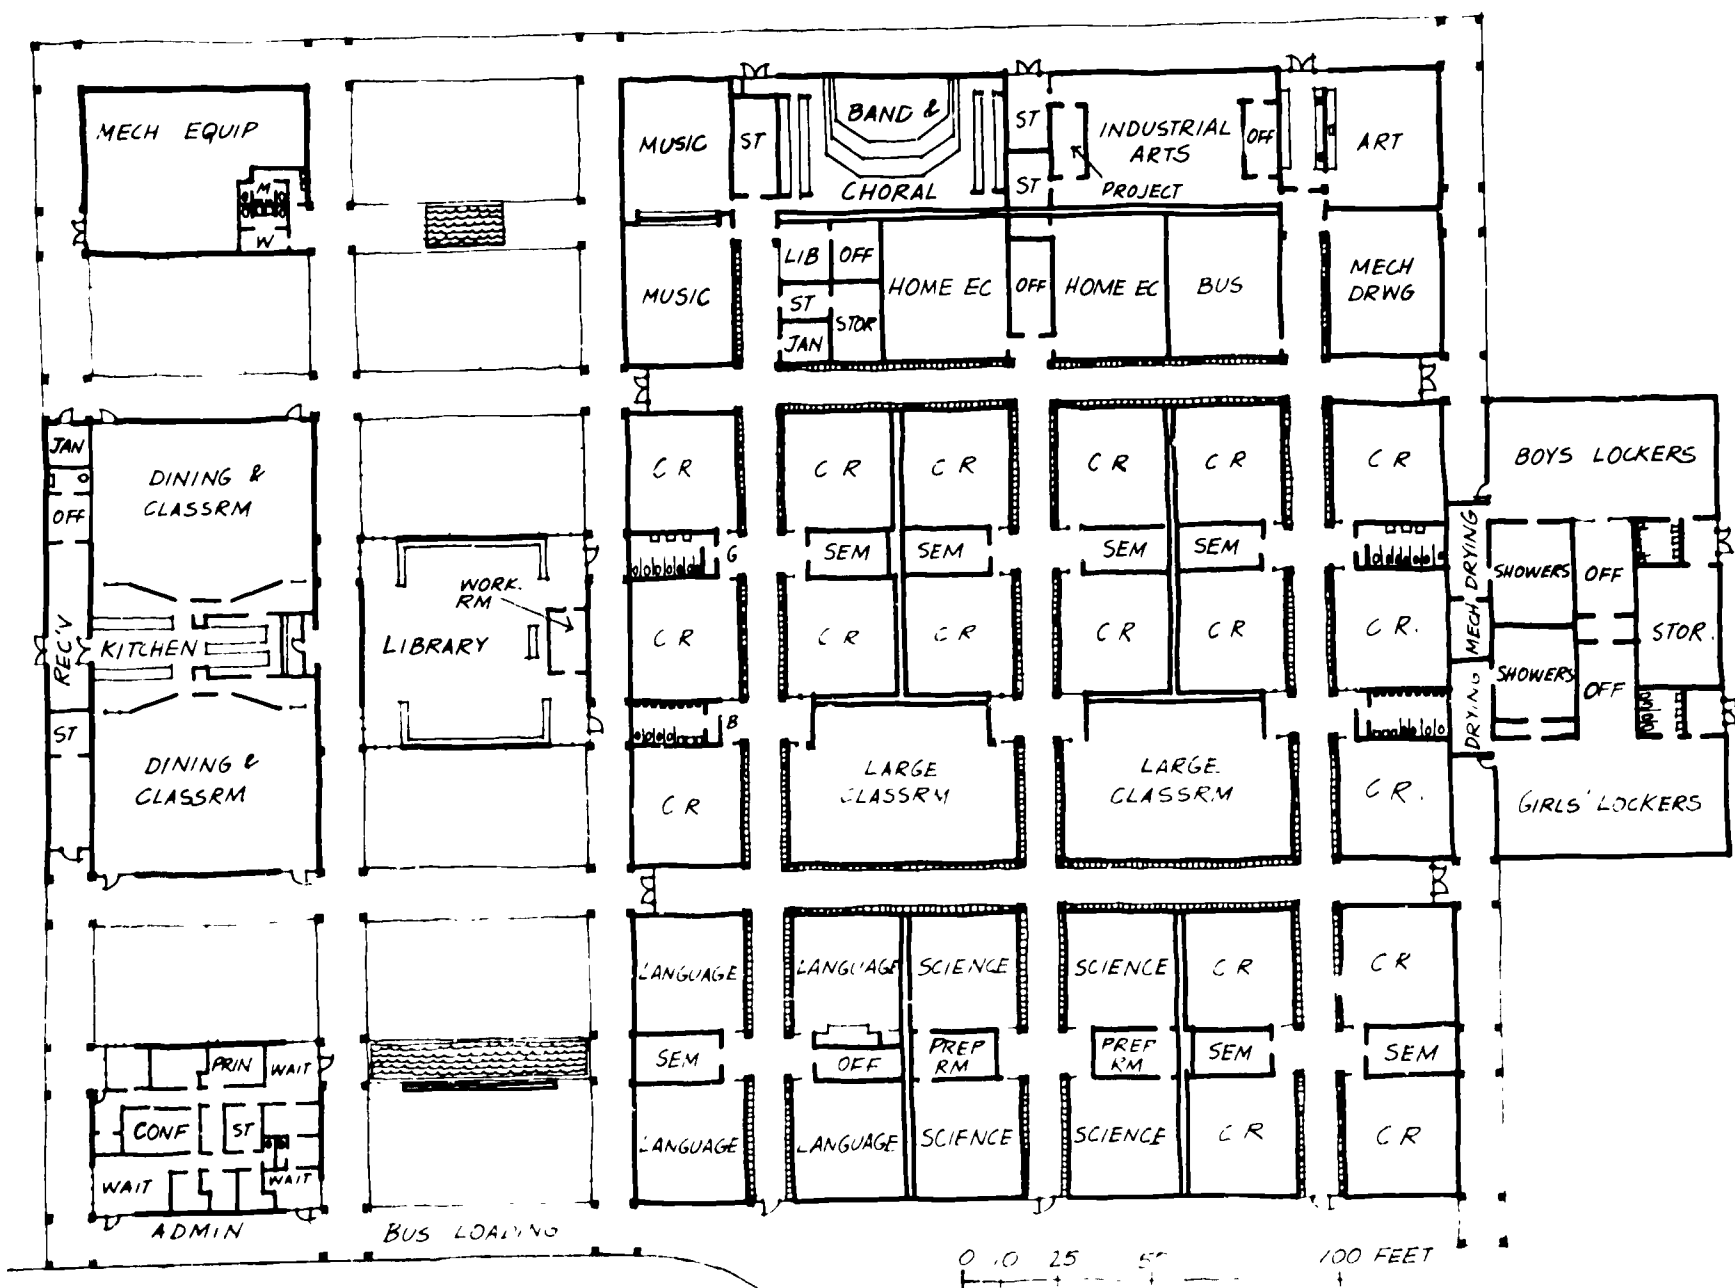 MECH EQUIP
M
W
MUSIC
ST
BAND &
CHORAL
ST
ST
INDUSTRIAL
ARTS
PROJECT
OFF
ART
MUSIC
LIB
OFF
ST
STOR
JAN
HOME EC
OFF
HOME EC
BUS
MECH
DRWG
JAN
OFF
DINING &
CLASSRM
REC'V
KITCHEN
ST
DINING &
CLASSRM
WORK.
RM
LIBRARY
C R
C R
C R
C R
C R
C R
G
SEM
SEM
SEM
SEM
C R
C R
C R
C R
C R
C R.
B
C R
LARGE
CLASSRM
LARGE
CLASSRM
C R.
BOYS LOCKERS
DRYING
MECH
DRYING
SHOWERS
OFF
SHOWERS
OFF
STOR.
GIRLS' LOCKERS
LANGUAGE
LANGUAGE
SCIENCE
SCIENCE
C R
C R
SEM
OFF
PREP
RM
PREP
RM
SEM
SEM
LANGUAGE
LANGUAGE
SCIENCE
SCIENCE
C R
C R
PRIN
WAIT
CONF
ST
WAIT
WAIT
ADMIN
BUS LOADING
0 10 25 100 FEET